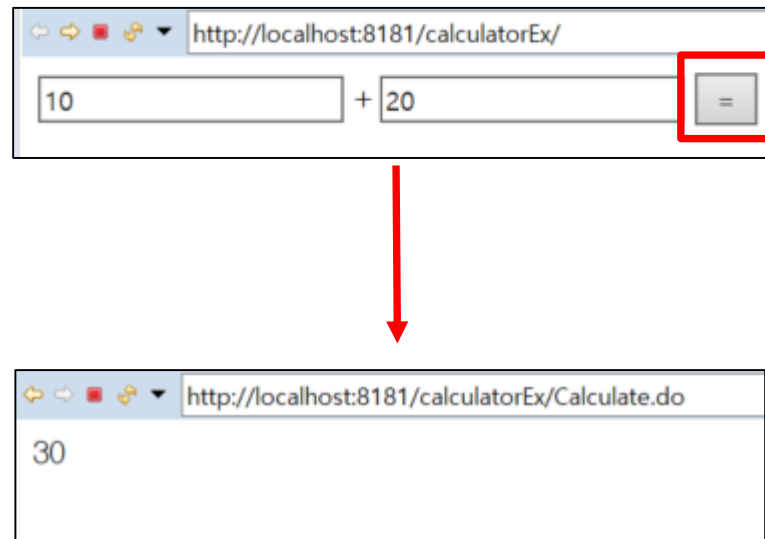 http://localhost:8181/calculatorEx/
10 + 20 =
http://localhost:8181/calculatorEx/Calculate.do
30